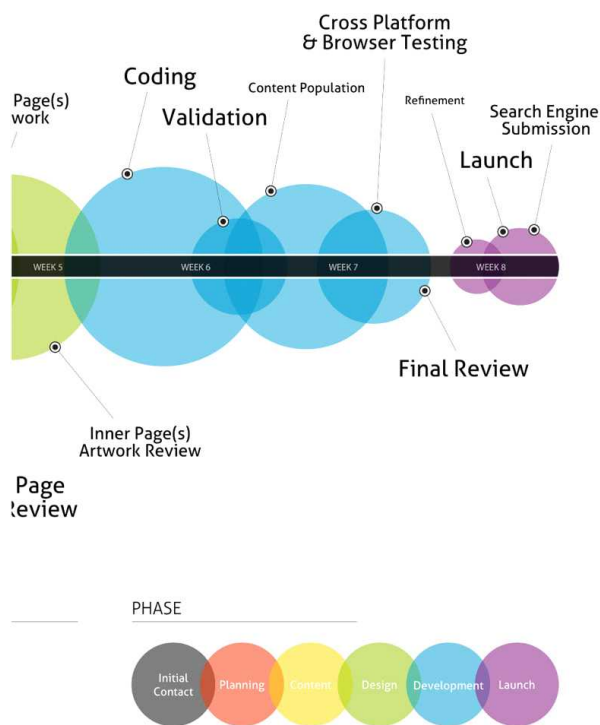 Cross Platform
& Browser Testing
Coding
Content Population
Page(s)
work
Validation
Refinement
Search Engine
Submission
Launch
WEEK 5
WEEK 6
WEEK 7
WEEK 8
Final Review
Inner Page(s)
Artwork Review
Page
Review
PHASE
Initial
Contact
Planning
Content
Design
Development
Launch